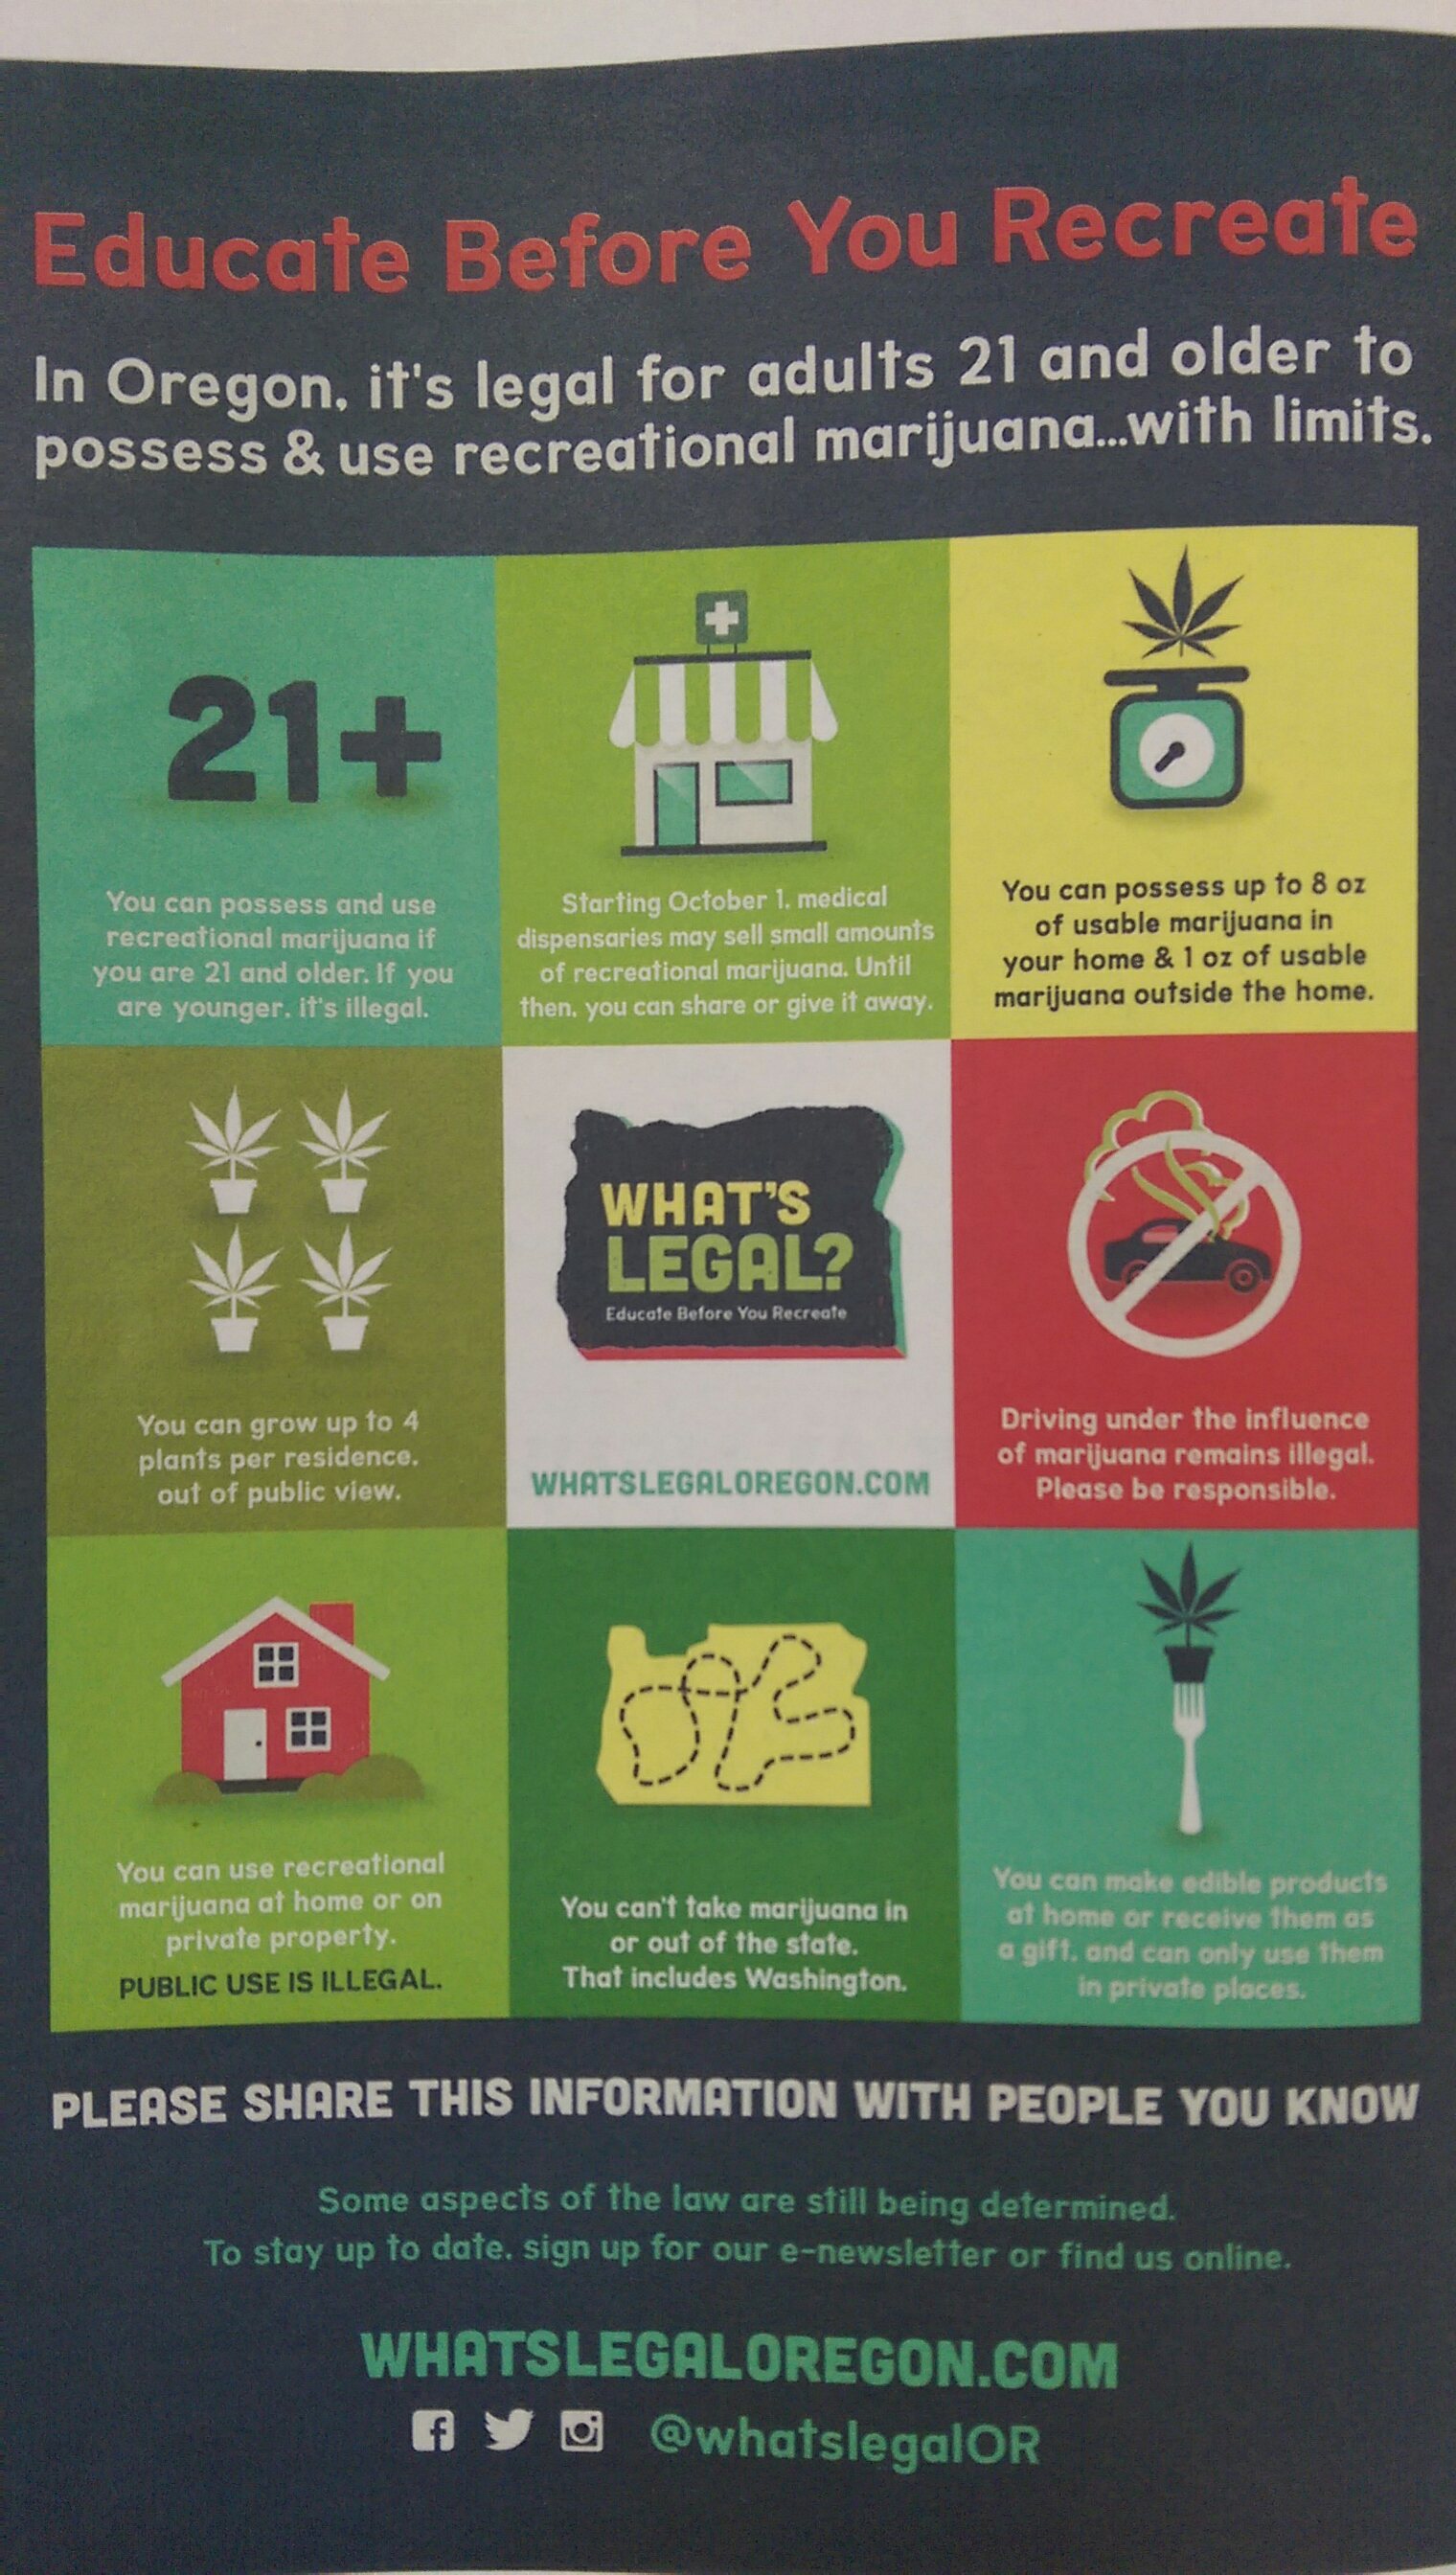 Educate Before You Recreate
In Oregon, it's legal for adults 21 and older to
possess & use recreational marijuana...with limits.
21+
You can possess and use
recreational marijuana if
you are 21 and older. If you
are younger, it's illegal.
Starting October 1, medical
dispensaries may sell small amounts
of recreational marijuana. Until
then, you can share or give it away.
You can possess up to 8 oz
of usable marijuana in
your home & 1 oz of usable
marijuana outside the home.
You can grow up to 4
plants per residence,
out of public view.
WHAT'S
LEGAL?
Educate Before You Recreate
WHATSLEGALOREGON.COM
Driving under the influence
of marijuana remains illegal.
Please be responsible.
You can use recreational
marijuana at home or on
private property.
PUBLIC USE IS ILLEGAL.
You can't take marijuana in
or out of the state.
That includes Washington.
You can make edible products
at home or receive them as
a gift, and can only use them
in private places.
PLEASE SHARE THIS INFORMATION WITH PEOPLE YOU KNOW
Some aspects of the law are still being determined.
To stay up to date, sign up for our e-newsletter or find us online.
WHATSLEGALOREGON.COM
@whatslegalOR